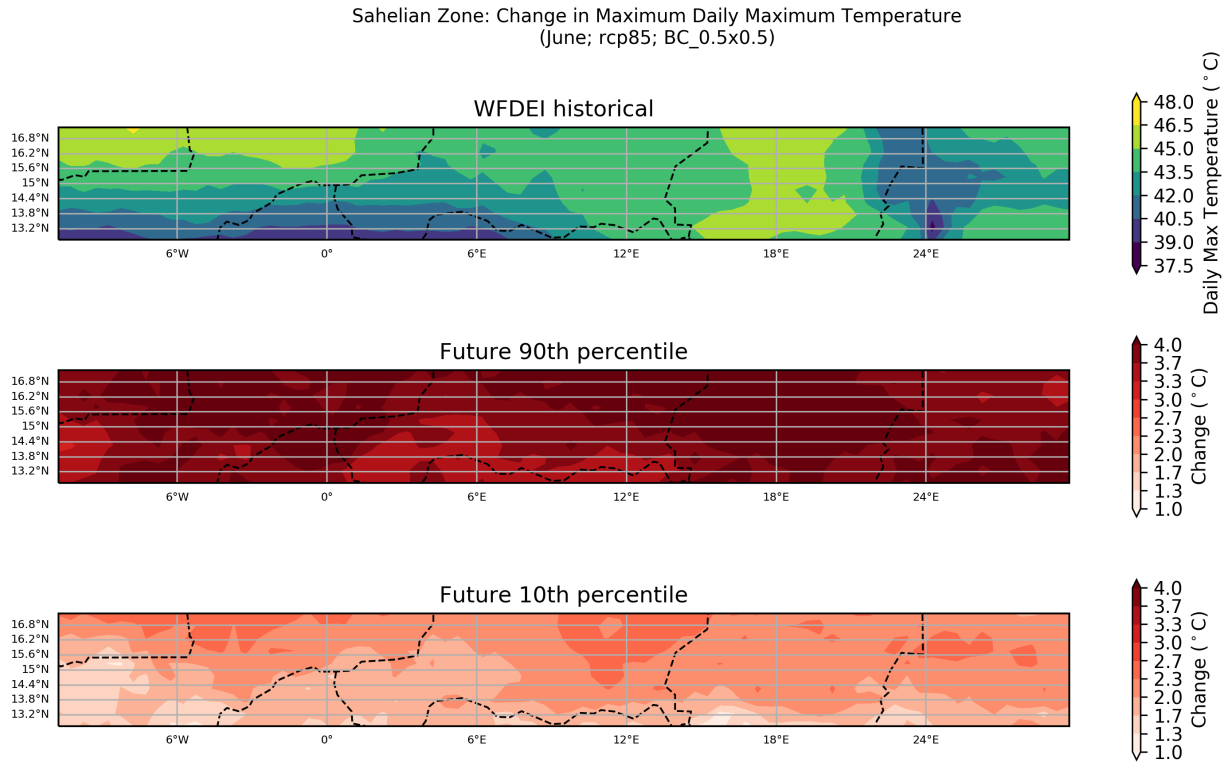 Sahelian Zone: Change in Maximum Daily Maximum Temperature
(June; rcp85; BC_0.5x0.5)
WFDEI historical
16.8°N
16.2°N
15.6°N
15°N
14.4°N
13.8°N
13.2°N
6°W
0°
6°E
12°E
18°E
24°E
48.0
46.5
45.0
43.5
42.0
40.5
39.0
37.5
Daily Max Temperature (°C)
Future 90th percentile
16.8°N
16.2°N
15.6°N
15°N
14.4°N
13.8°N
13.2°N
6°W
0°
6°E
12°E
18°E
24°E
4.0
3.7
3.3
3.0
2.7
2.3
2.0
1.7
1.3
1.0
Change (°C)
Future 10th percentile
16.8°N
16.2°N
15.6°N
15°N
14.4°N
13.8°N
13.2°N
6°W
0°
6°E
12°E
18°E
24°E
4.0
3.7
3.3
3.0
2.7
2.3
2.0
1.7
1.3
1.0
Change (°C)